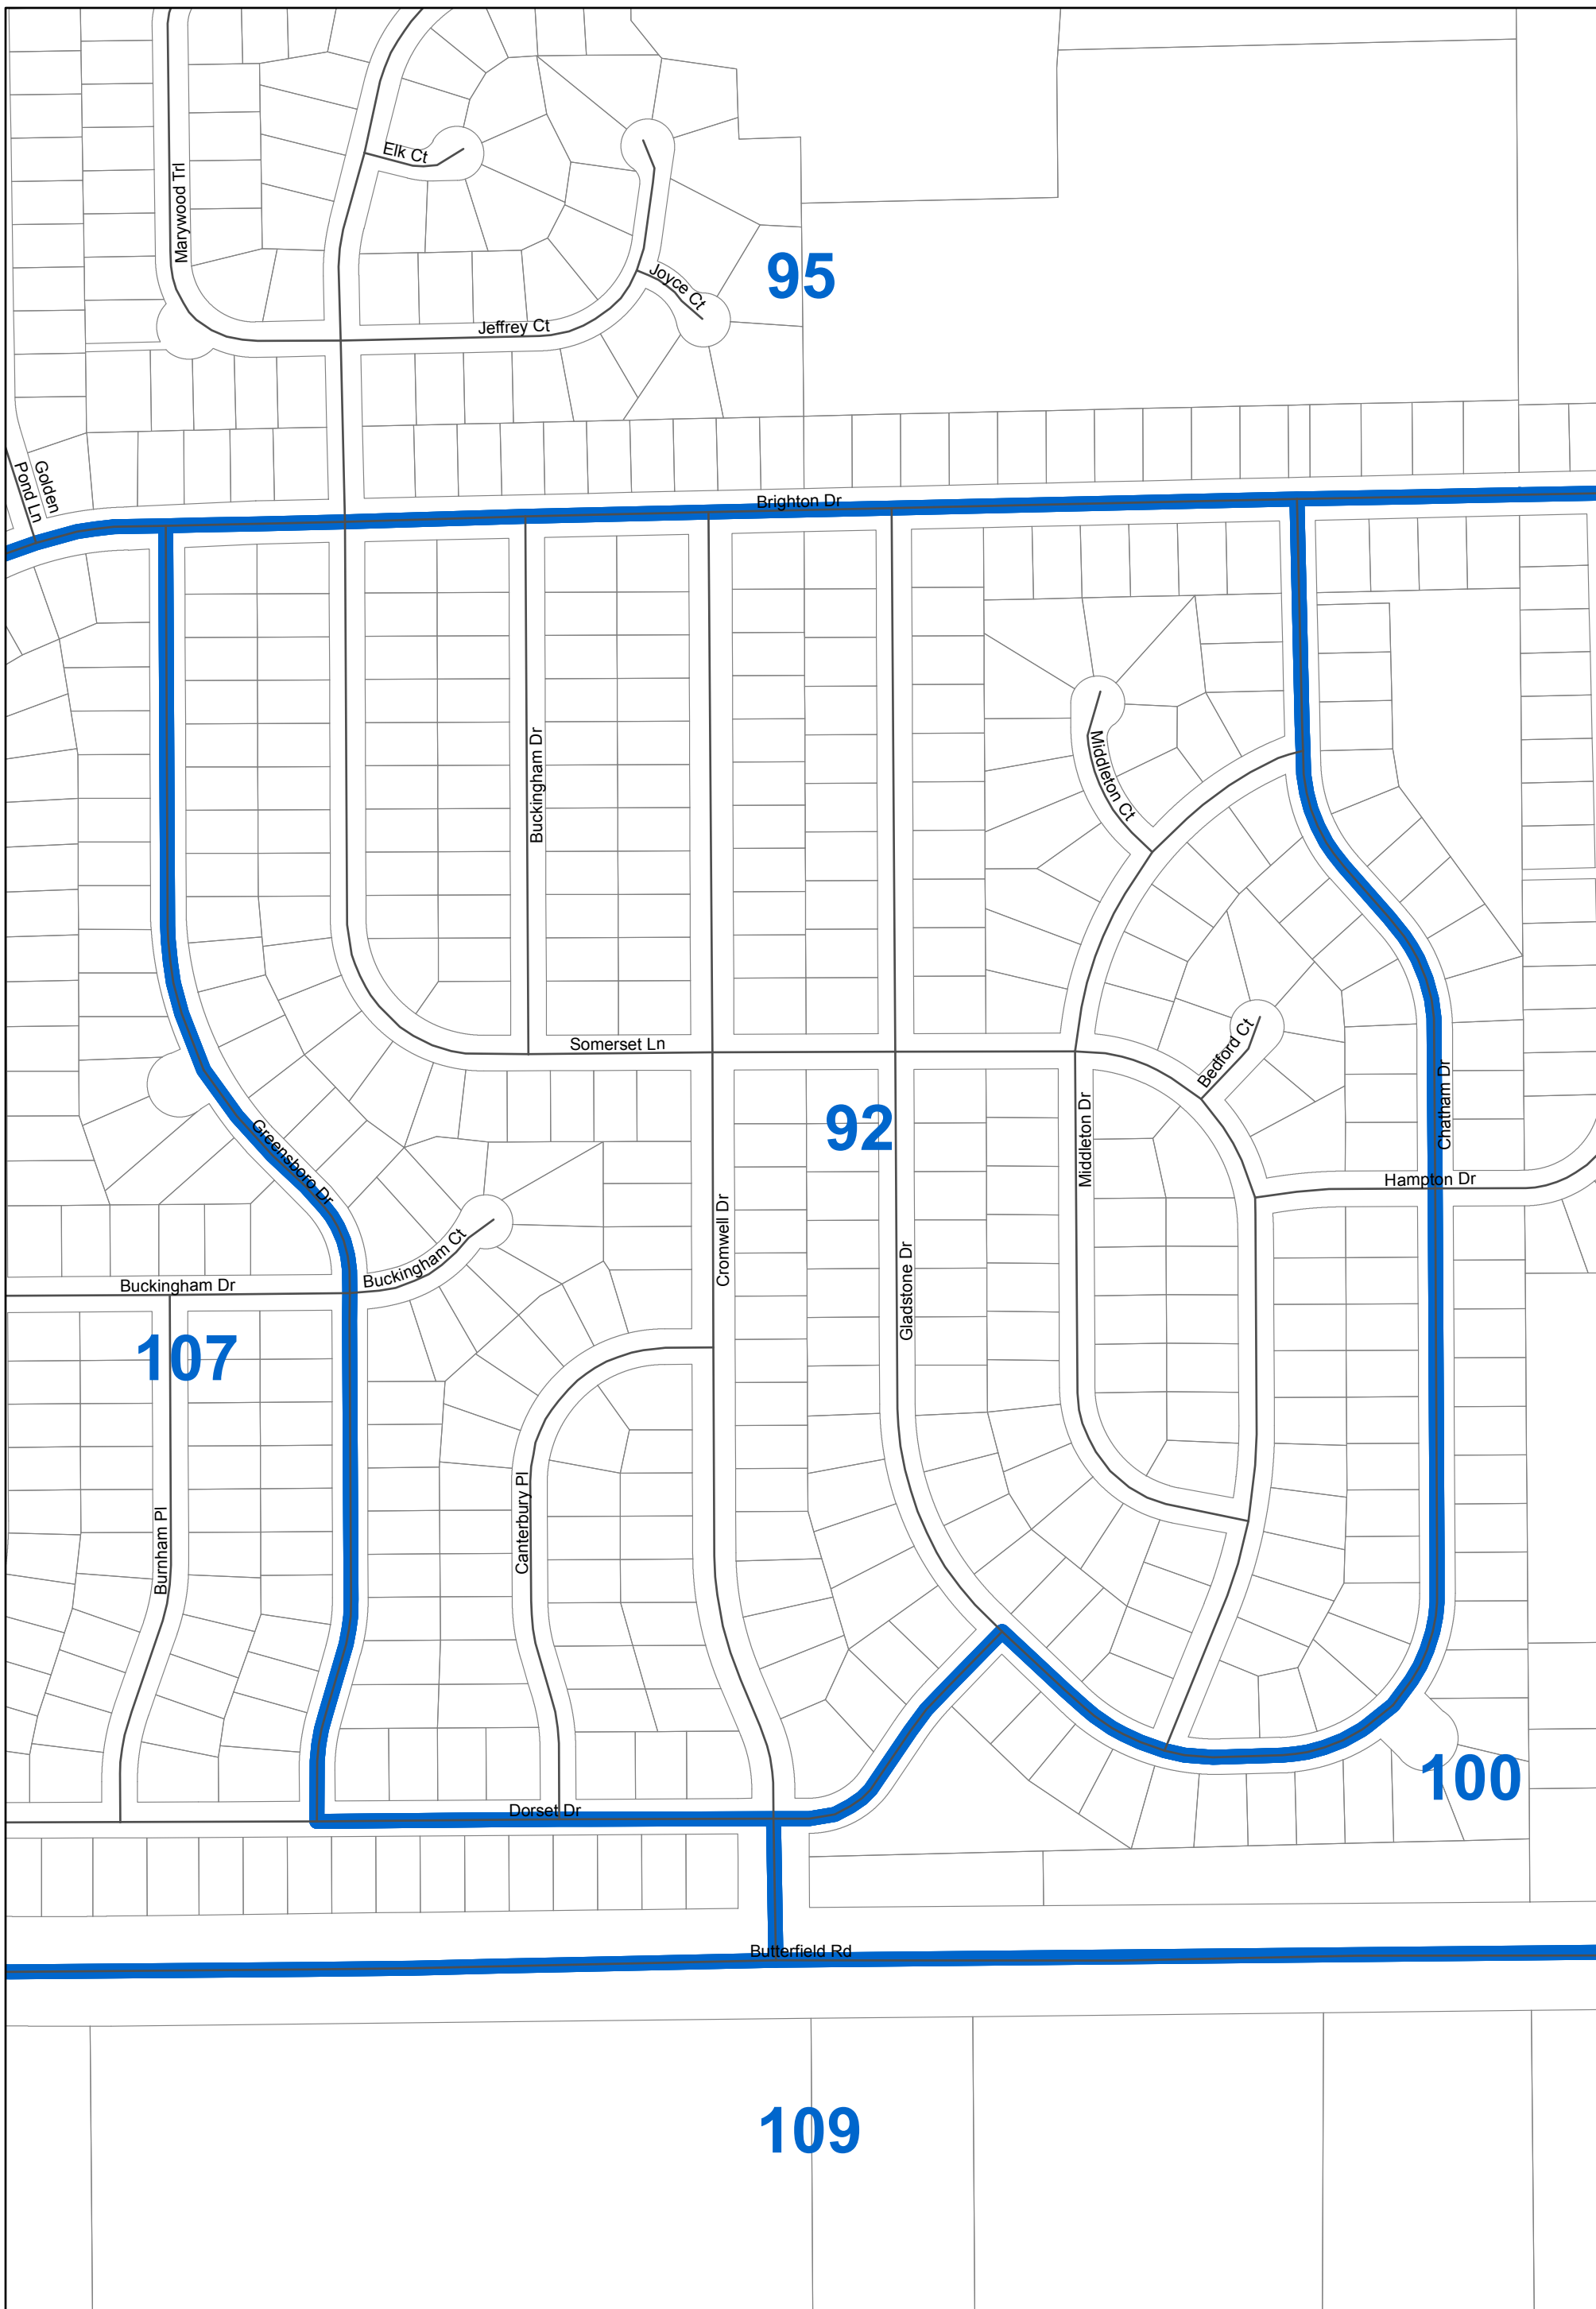 Elk Ct
Marywood Trl
95
Joyce Ct
Jeffrey Ct
Golden
Pond Ln
Brighton Dr
Buckingham Dr
Middleton Ct
Somerset Ln
Bedford Ct
92
Chatham Dr
Middleton Dr
Greensboro Dr
Hampton Dr
Cromwell Dr
Buckingham Ct
Gladstone Dr
Buckingham Dr
107
Canterbury Pl
Burnham Pl
100
Dorset Dr
Butterfield Rd
109